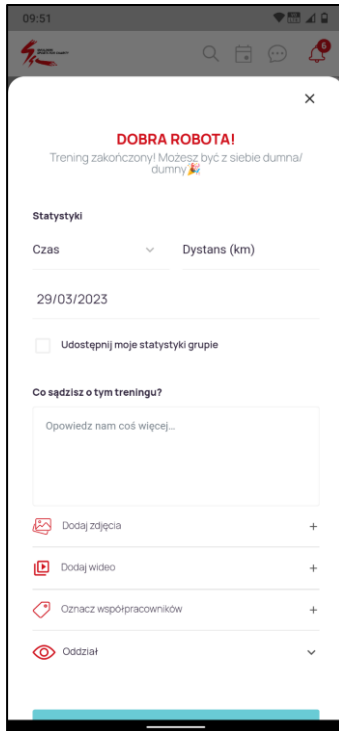 09:51
6
DOBRA ROBOTA!
Trening zakończony! Możesz być z siebie dumna/
dumny🎉
Statystyki
Czas
Dystans (km)
29/03/2023
Udostępnij moje statystyki grupie
Co sądzisz o tym treningu?
Opowiedz nam coś więcej...
Dodaj zdjęcia
Dodaj wideo
Oznacz współpracowników
Oddział